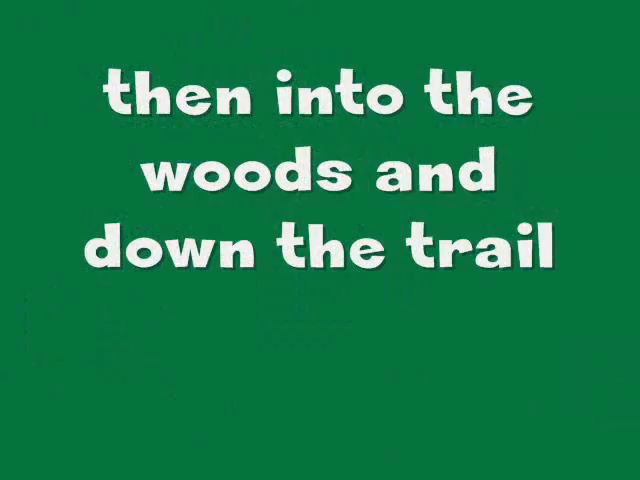 then into the
woods and
down the trail